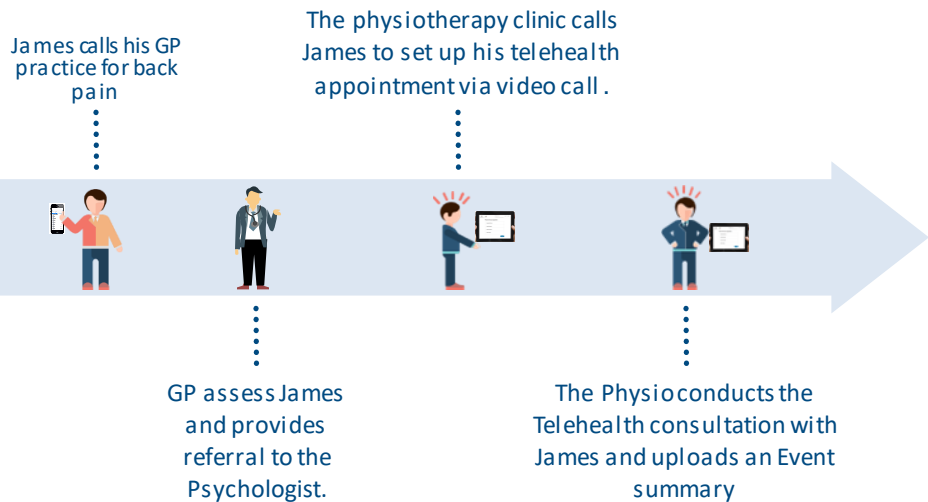 James calls his GP
practice for back
pain
GP assess James
and provides
referral to the
Psychologist.
The physiotherapy clinic calls
James to set up his telehealth
appointment via video call .
The Physio conducts the
Telehealth consultation with
James and uploads an Event
summary